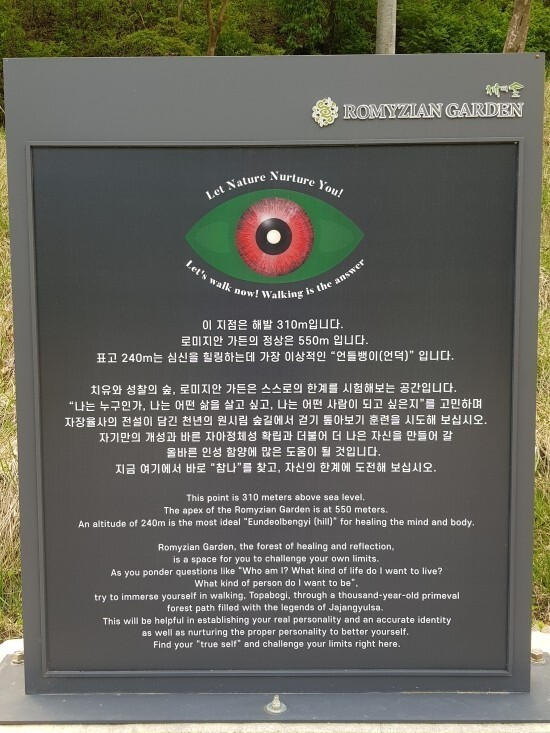 치유의 숲
ROMYZIAN GARDEN
Let Nature Nurture You!
Let's walk now! Walking is the answer
이 지점은 해발 310m입니다.
로미지안 가든의 정상은 550m 입니다.
표고 240m는 심신을 힐링하는데 가장 이상적인 “언들뱅이(언덕)” 입니다.
치유와 성찰의 숲, 로미지안 가든은 스스로의 한계를 시험해보는 공간입니다.
“나는 누구인가, 나는 어떤 삶을 살고 싶고, 나는 어떤 사람이 되고 싶은지”를 고민하며
자장율사의 전설이 담긴 천년의 원시림 숲길에서 걷기 톺아보기 훈련을 시도해 보십시오.
자기만의 개성과 바른 자아정체성 확립과 더불어 더 나은 자신을 만들어 갈
올바른 인성 함양에 많은 도움이 될 것입니다.
지금 여기에서 바로 “참나”를 찾고, 자신의 한계에 도전해 보십시오.
This point is 310 meters above sea level.
The apex of the Romyzian Garden is at 550 meters.
An altitude of 240m is the most ideal "Eundeolbengyi (hill)" for healing the mind and body.
Romyzian Garden, the forest of healing and reflection,
is a space for you to challenge your own limits.
As you ponder questions like "Who am I? What kind of life do I want to live?
What kind of person do I want to be",
try to immerse yourself in walking, Topabogi, through a thousand-year-old primeval
forest path filled with the legends of Jajangyulsa.
This will be helpful in establishing your real personality and an accurate identity
as well as nurturing the proper personality to better yourself.
Find your "true self" and challenge your limits right here.